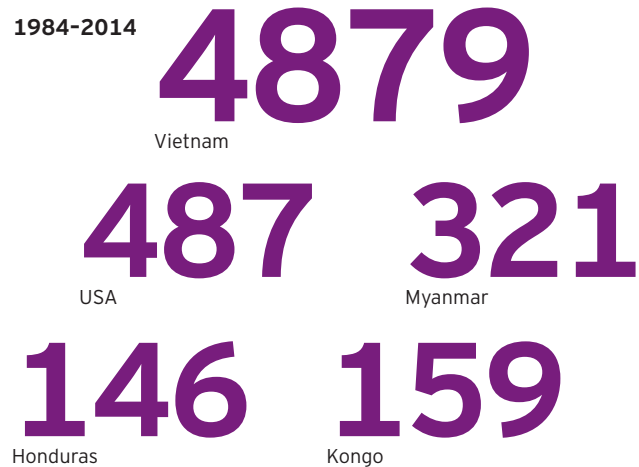 1984–2014
4879
Vietnam
487
USA
321
Myanmar
146
Honduras
159
Kongo